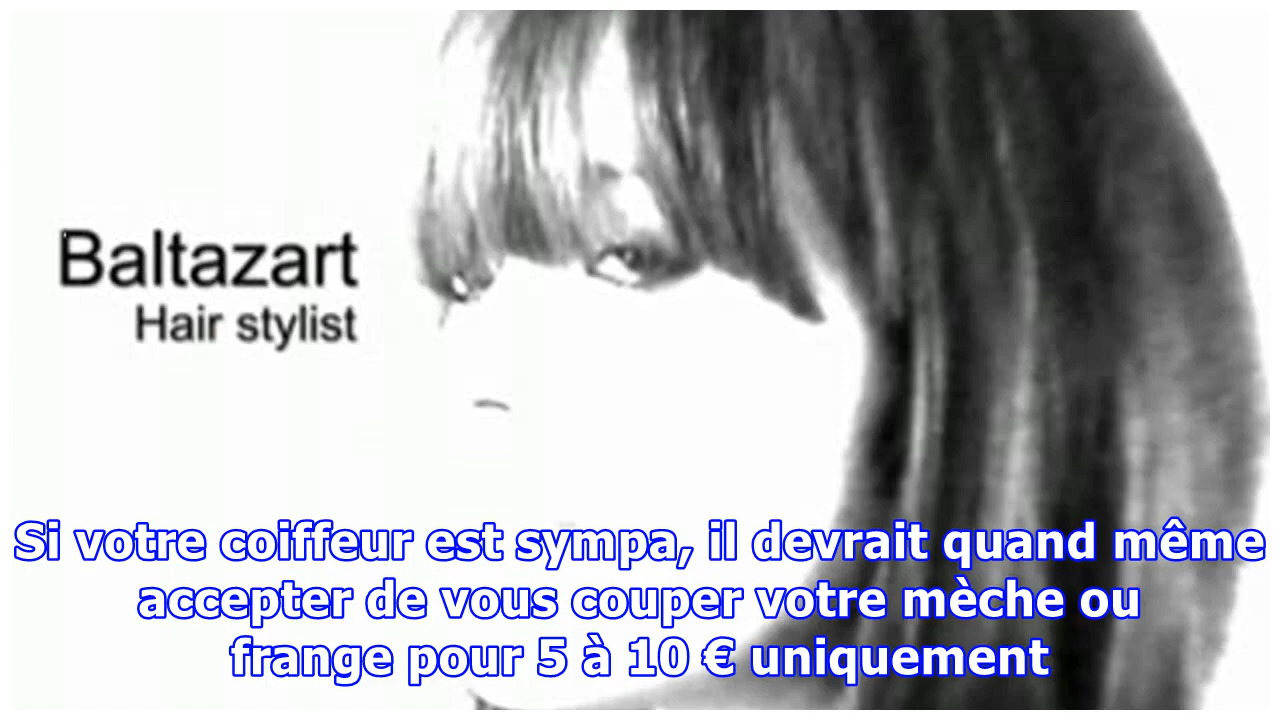 Baltazart
Hair stylist
Si votre coiffeur est sympa, il devrait quand même
accepter de vous couper votre mèche ou
frange pour 5 à 10 € uniquement